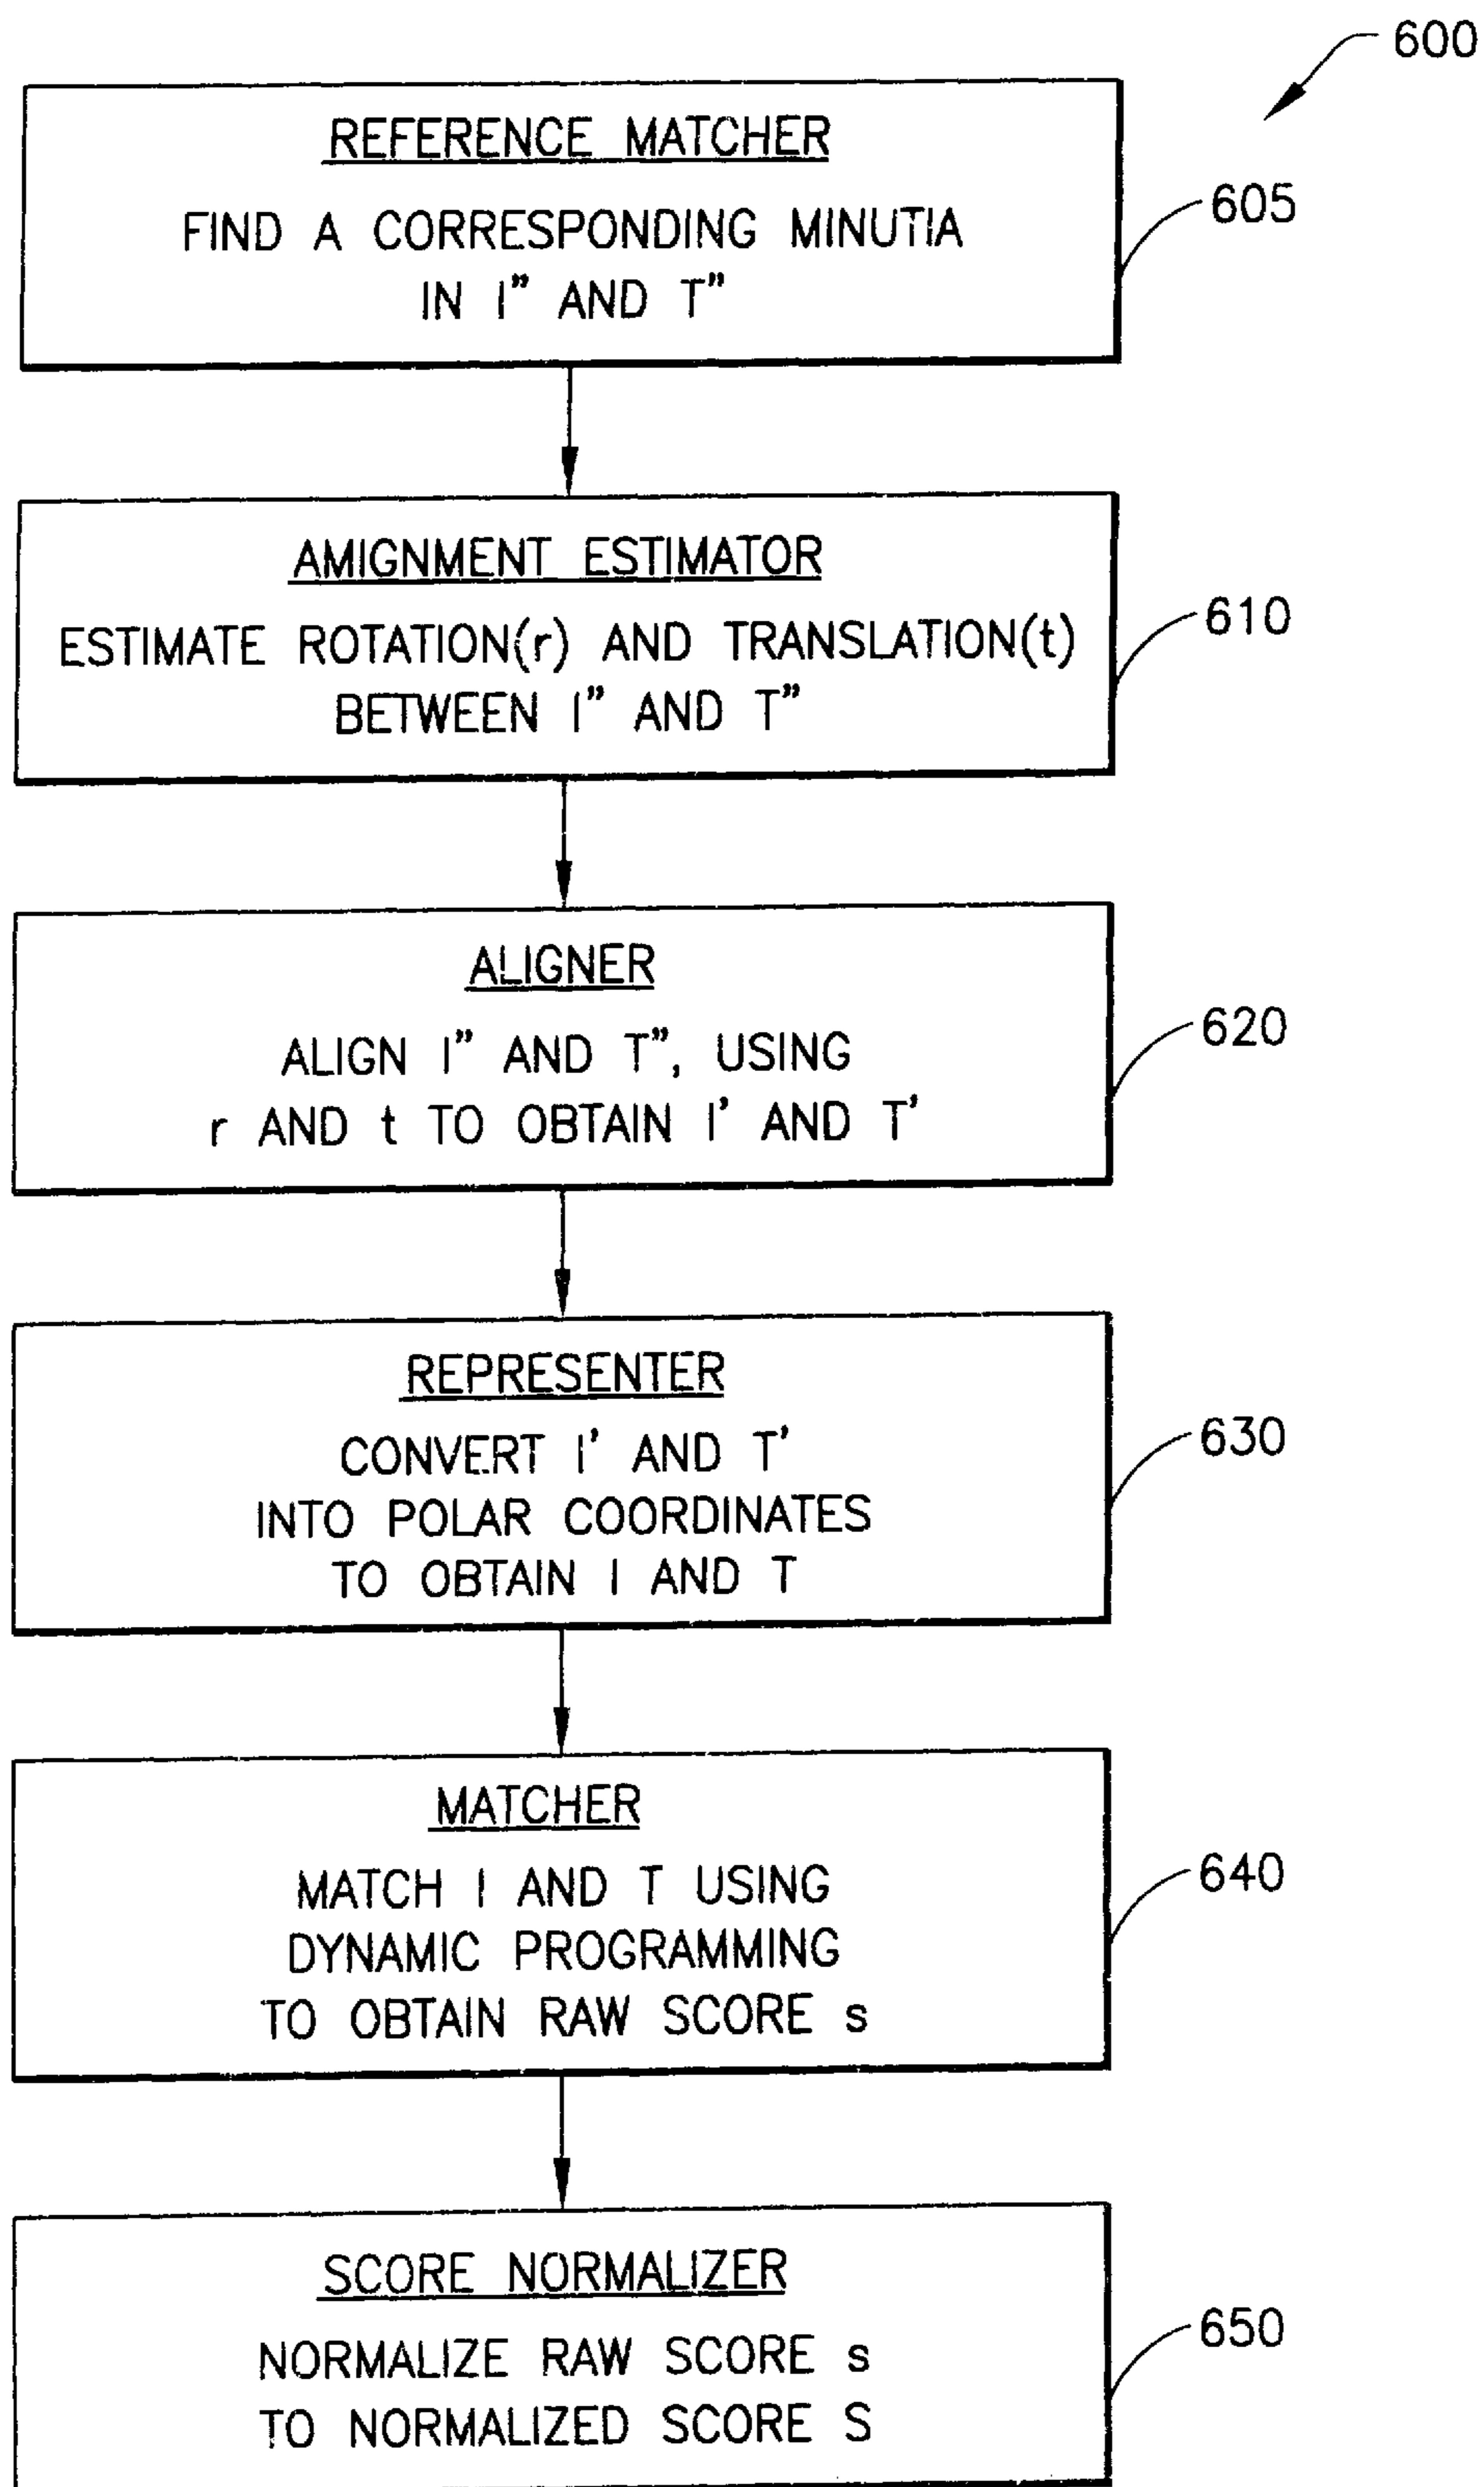 600
REFERENCE MATCHER
FIND A CORRESPONDING MINUTIA
IN I” AND T”
605
AMIGNMENT ESTIMATOR
ESTIMATE ROTATION(r) AND TRANSLATION(t)
BETWEEN I” AND T”
610
ALIGNER
ALIGN I” AND T”, USING
r AND t TO OBTAIN I’ AND T’
620
REPRESENTER
CONVERT I’ AND T’
INTO POLAR COORDINATES
TO OBTAIN I AND T
630
MATCHER
MATCH I AND T USING
DYNAMIC PROGRAMMING
TO OBTAIN RAW SCORE s
640
SCORE NORMALIZER
NORMALIZE RAW SCORE s
TO NORMALIZED SCORE S
650